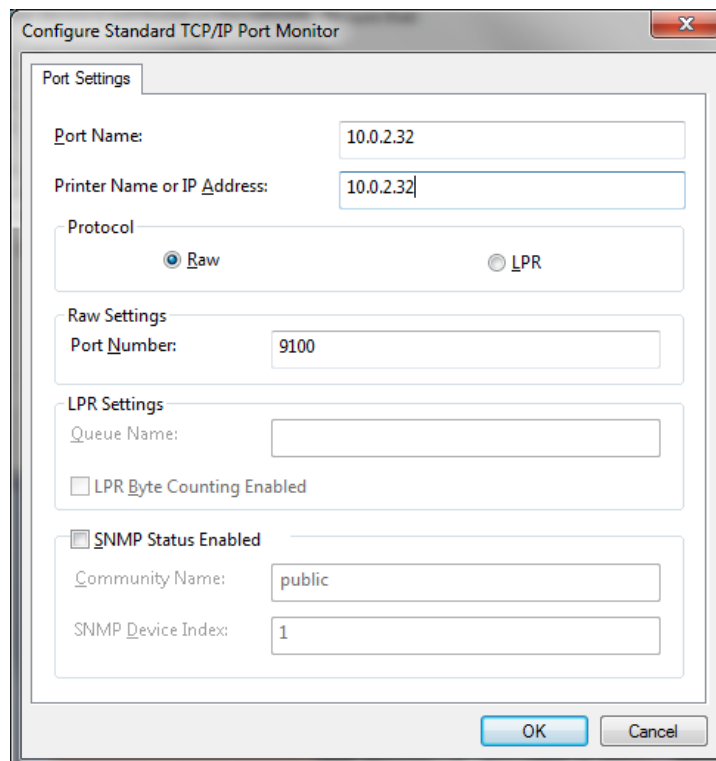 Configure Standard TCP/IP Port Monitor
Port Settings
Port Name: 10.0.2.32
Printer Name or IP Address: 10.0.2.32
Protocol
Raw LPR
Raw Settings
Port Number: 9100
LPR Settings
Queue Name:
LPR Byte Counting Enabled
SNMP Status Enabled
Community Name: public
SNMP Device Index: 1
OK Cancel